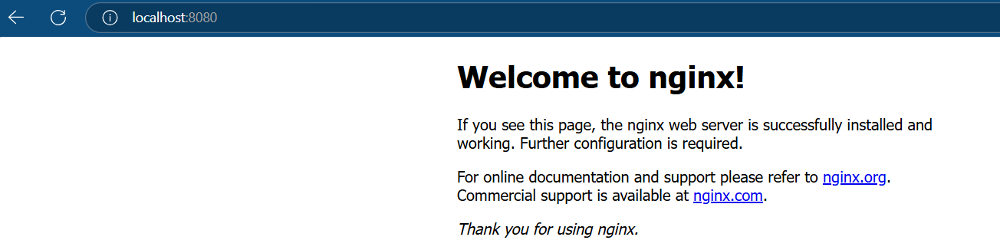 localhost:8080
Welcome to nginx!
If you see this page, the nginx web server is successfully installed and
working. Further configuration is required.
For online documentation and support please refer to nginx.org.
Commercial support is available at nginx.com.
Thank you for using nginx.